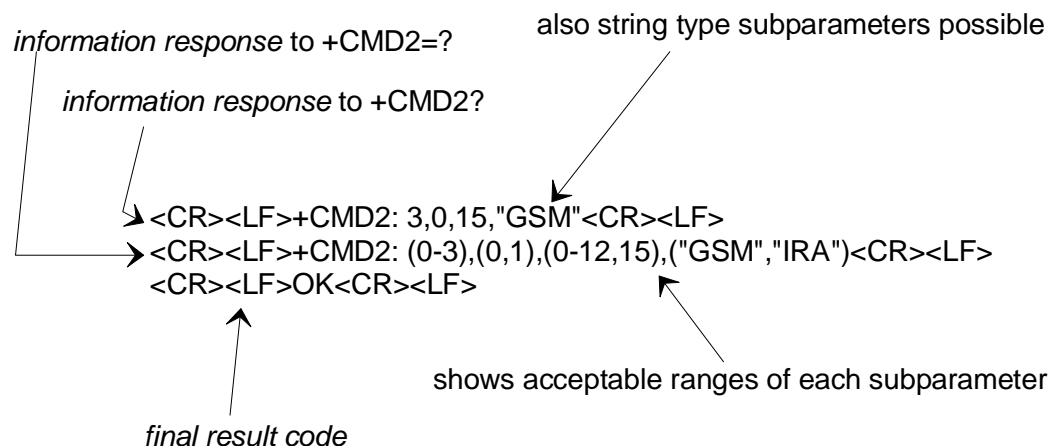 also string type subparameters possible
information response to +CMD2=?
information response to +CMD2?
<CR><LF>+CMD2: 3,0,15,"GSM"<CR><LF>
<CR><LF>+CMD2: (0-3),(0,1),(0-12,15),("GSM","IRA")<CR><LF>
<CR><LF>OK<CR><LF>
shows acceptable ranges of each subparameter
final result code